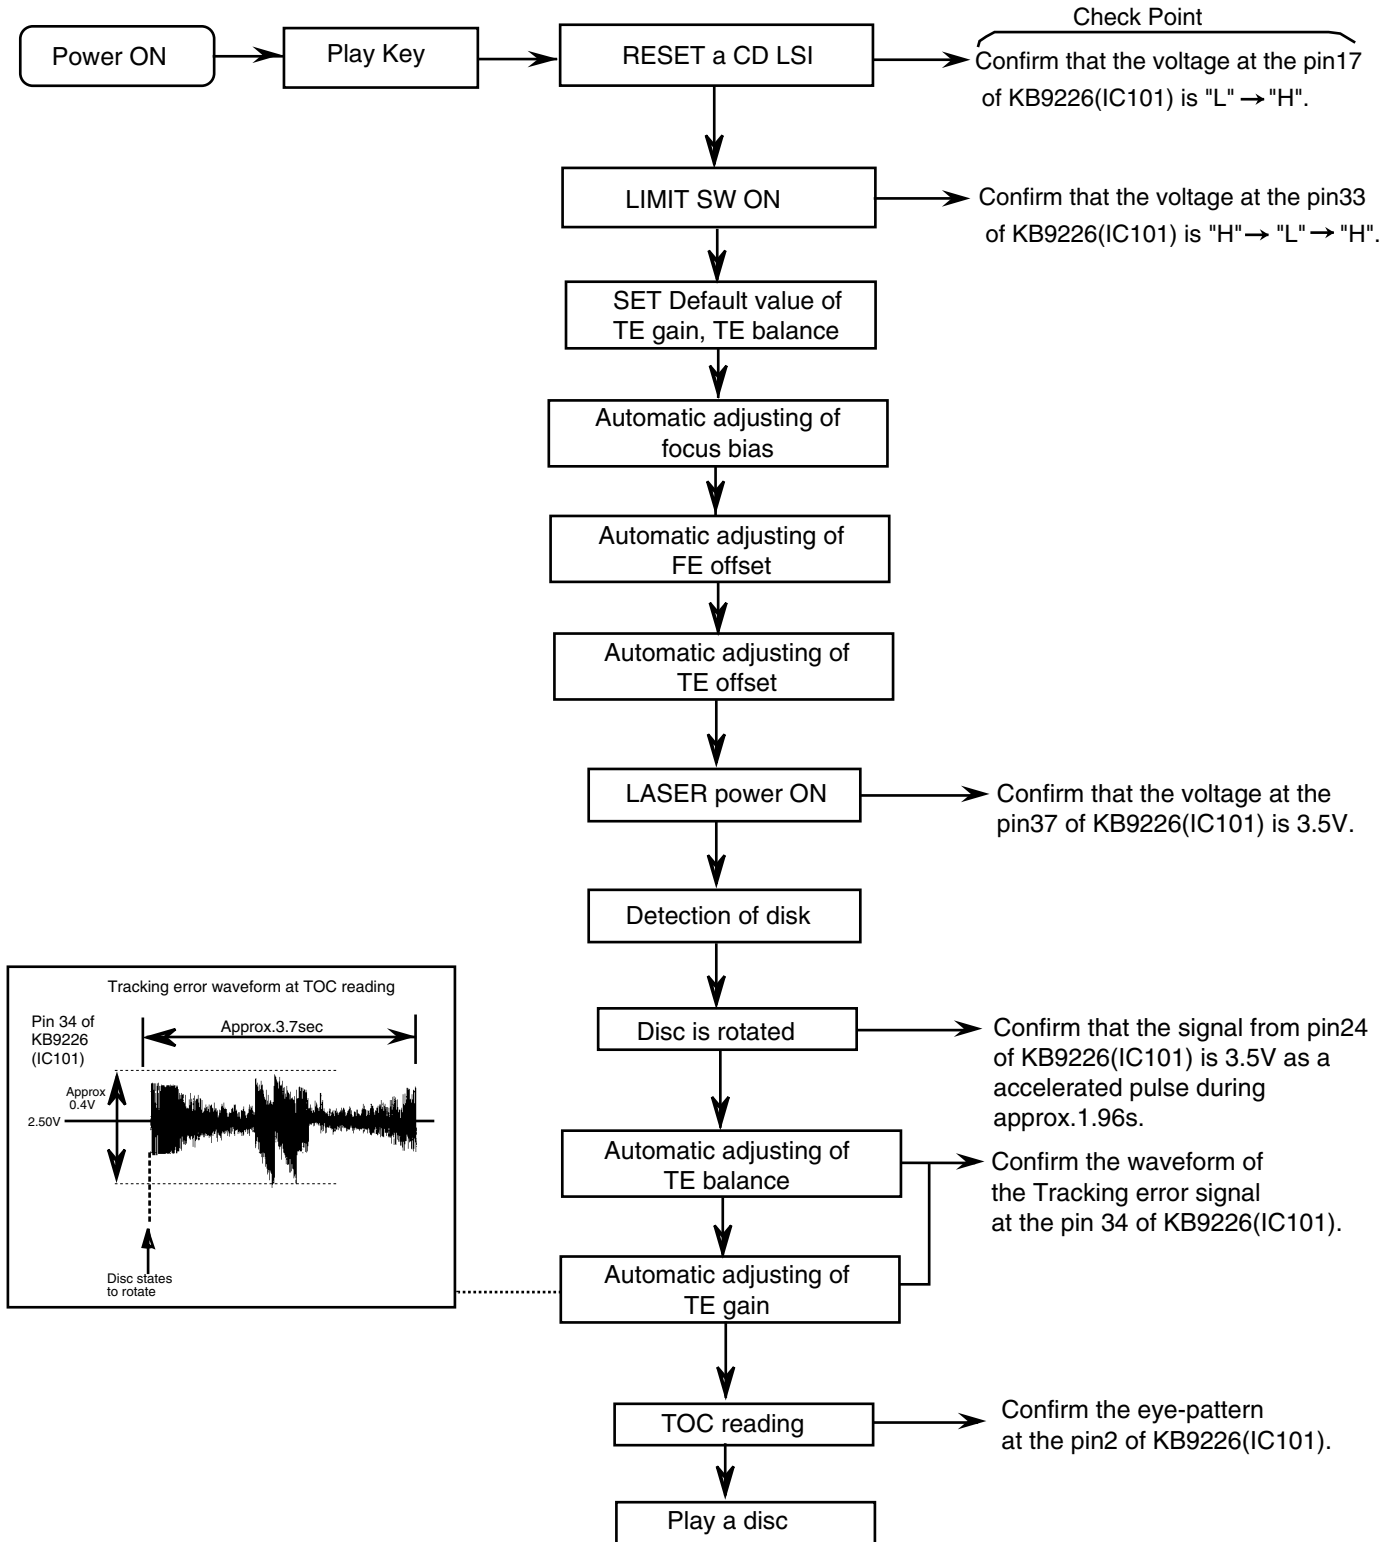 Check Point
Power ON
Play Key
RESET a CD LSI
Confirm that the voltage at the pin17
of KB9226(IC101) is "L" → "H".
LIMIT SW ON
Confirm that the voltage at the pin33
of KB9226(IC101) is "H" → "L" → "H".
SET Default value of
TE gain, TE balance
Automatic adjusting of
focus bias
Automatic adjusting of
FE offset
Automatic adjusting of
TE offset
LASER power ON
Confirm that the voltage at the
pin37 of KB9226(IC101) is 3.5V.
Detection of disk
Disc is rotated
Confirm that the signal from pin24
of KB9226(IC101) is 3.5V as a
accelerated pulse during
approx.1.96s.
Tracking error waveform at TOC reading
Pin 34 of
KB9226
(IC101)
Approx.3.7sec
Approx
0.4V
2.50V
Disc states
to rotate
Automatic adjusting of
TE balance
Confirm the waveform of
the Tracking error signal
at the pin 34 of KB9226(IC101).
Automatic adjusting of
TE gain
TOC reading
Confirm the eye-pattern
at the pin2 of KB9226(IC101).
Play a disc